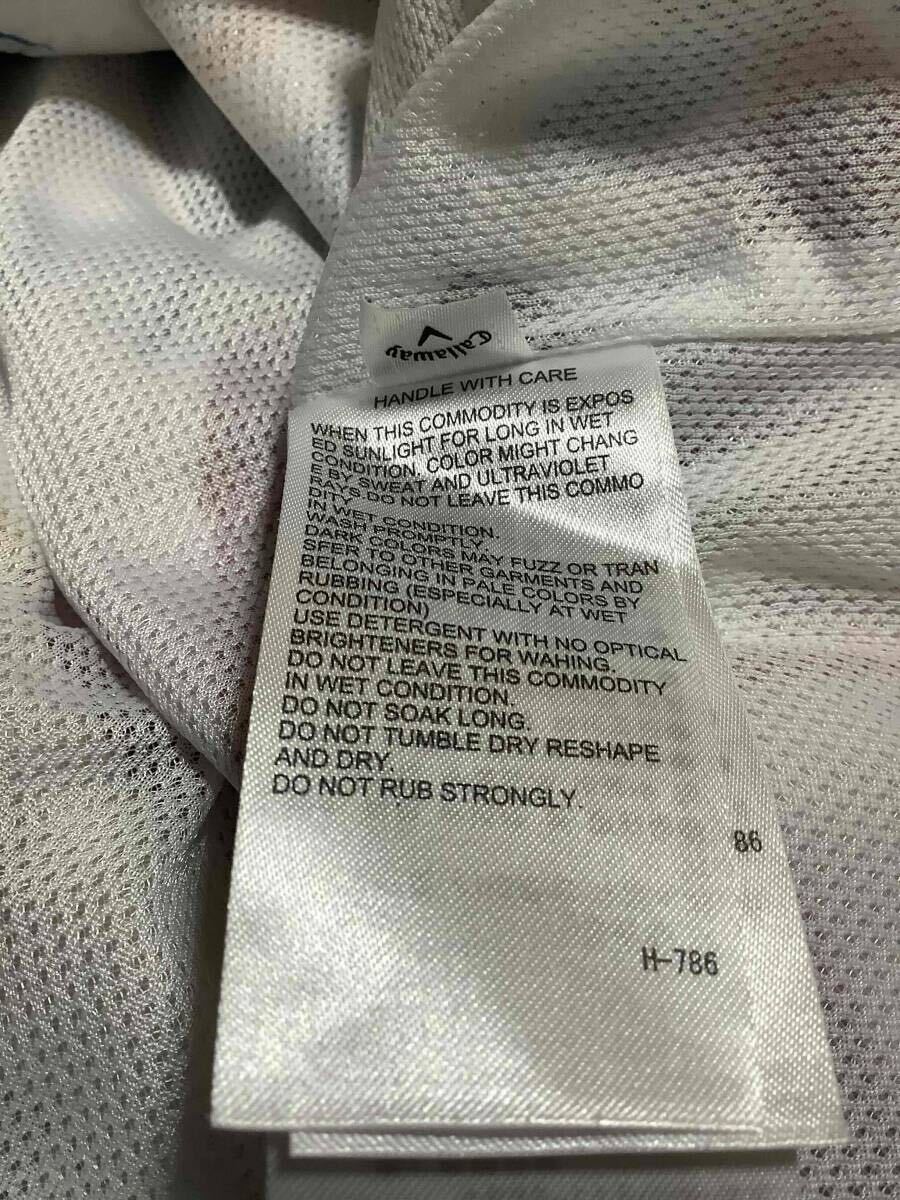 Callaway
HANDLE WITH CARE
WHEN THIS COMMODITY IS EXPOS
ED SUNLIGHT FOR LONG IN WET
CONDITION. COLOR MIGHT CHANG
E BY SWEAT AND ULTRAVIOLET
RAYS.DO NOT LEAVE THIS COMMO
DITY
IN WET CONDITION.
WASH PROMPTLY
DARK COLORS MAY FUZZ OR TRAN
SFER TO OTHER GARMENTS AND
BELONGING IN PALE COLORS BY
RUBBING (ESPECIALLY AT WET
CONDITION)
USE DETERGENT WITH NO OPTICAL
BRIGHTENERS FOR WAHING.
DO NOT LEAVE THIS COMMODITY
IN WET CONDITION.
DO NOT SOAK LONG.
DO NOT TUMBLE DRY RESHAPE
AND DRY.
DO NOT RUB STRONGLY.
86
H-786